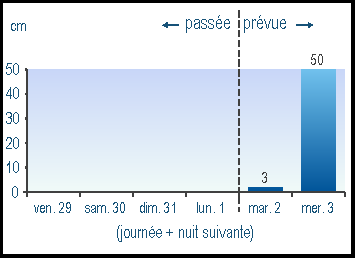 ← passée prévue →
cm
50
50
40
30
20
10
0
3
ven. 29 sam. 30 dim. 31 lun. 1 mar. 2 mer. 3
(journée + nuit suivante)